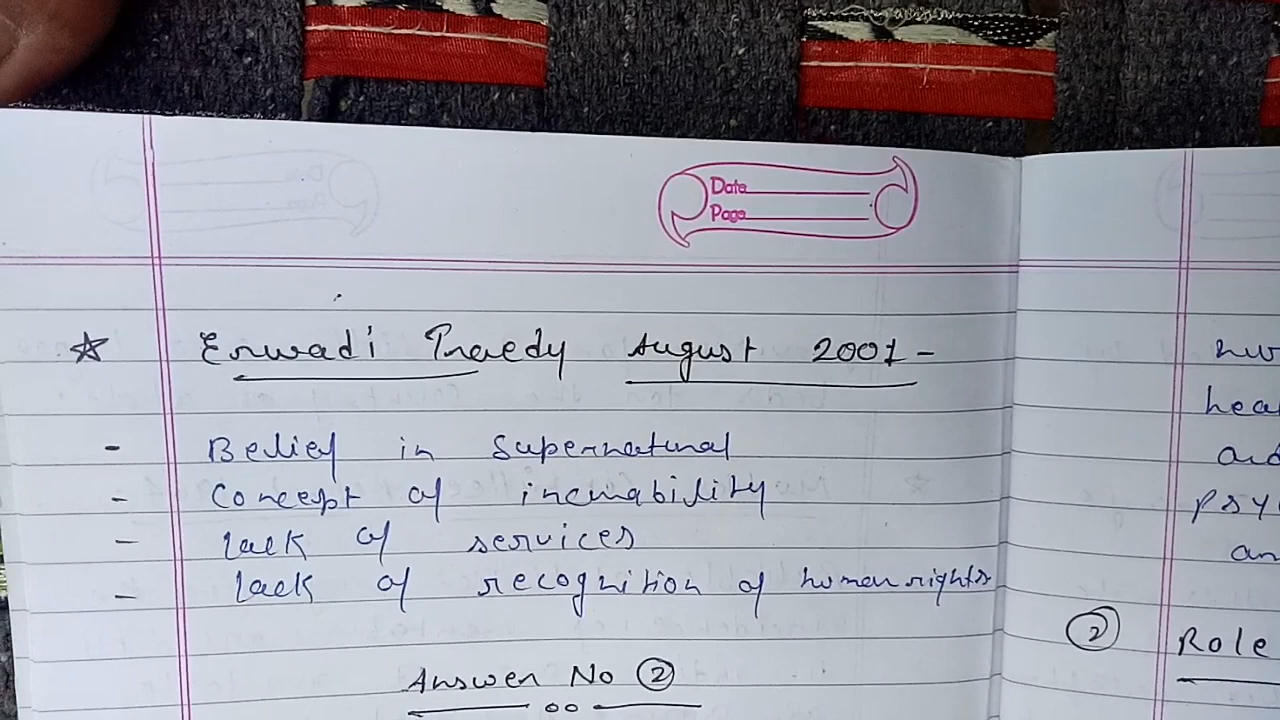 Date
Page
☆ Erwadi Traedy August 2001 -
- Belief in supernatural
- Concept of incurability
- lack of services
- lack of recognition of human rights
Answer No ②
② Role